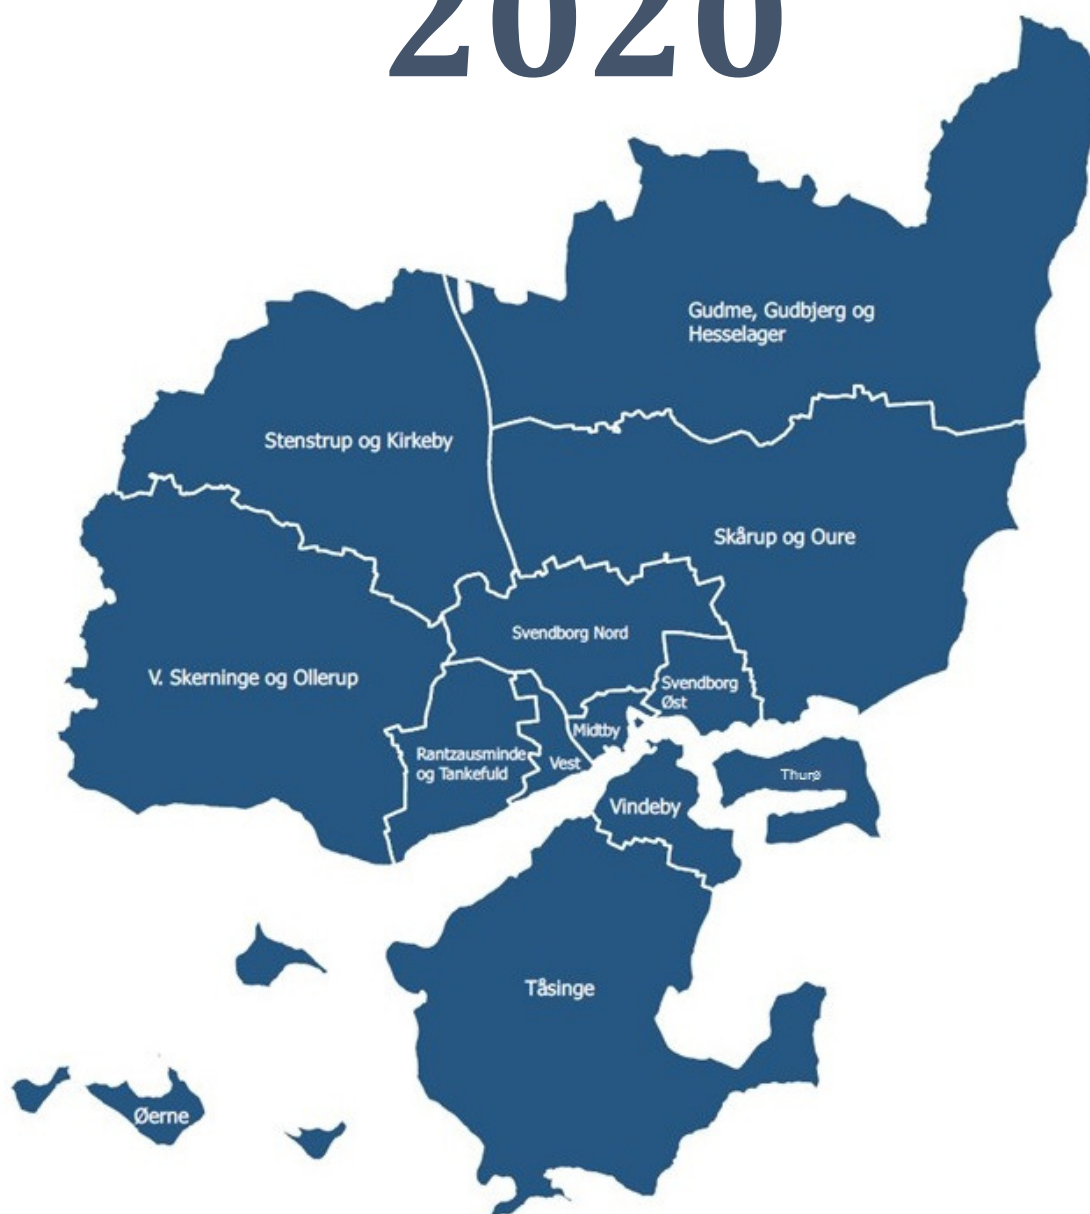 2020
Gudme, Gudbjerg og
Hesselager
Stenstrup og Kirkeby
Skårup og Oure
Svendborg Nord
V. Skerninge og Ollerup
Svendborg
Øst
Midtby
Rantzausminde
og Tankefuld
Vest
Thurø
Vindeby
Tåsinge
Øerne